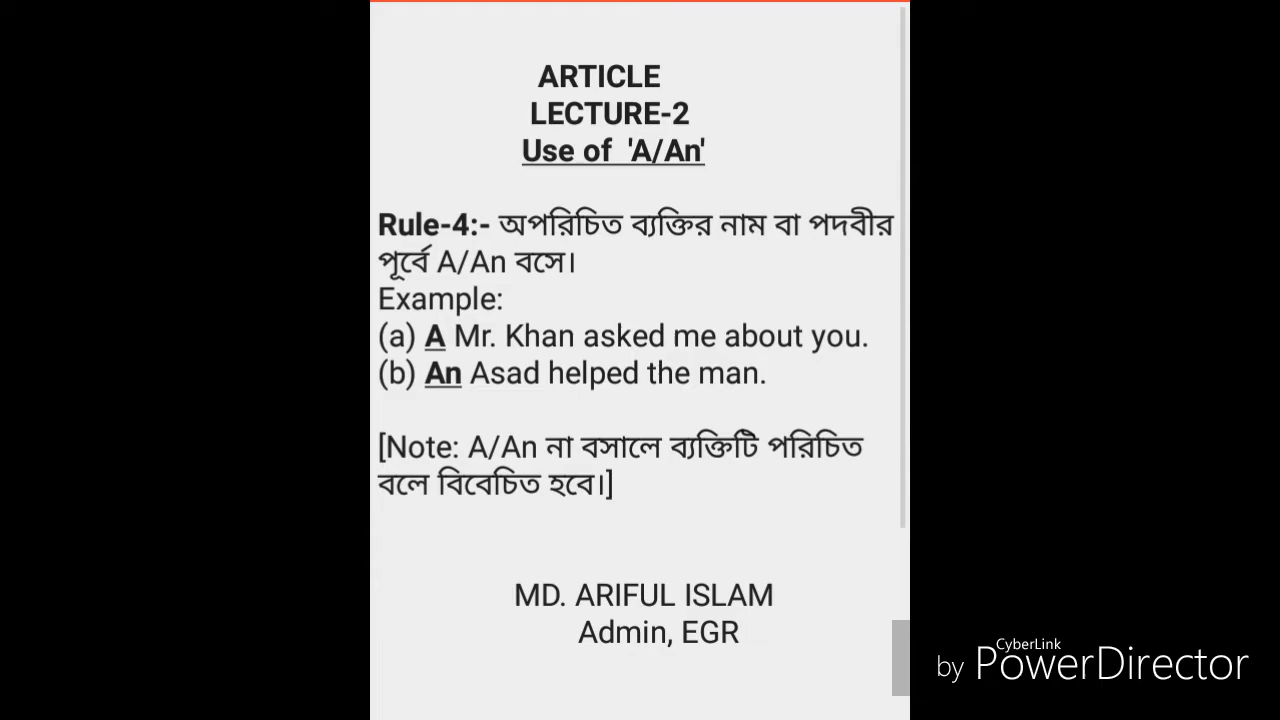 ARTICLE
LECTURE-2
Use of 'A/An'
Rule-4:- অপরিচিত ব্যক্তির নাম বা পদবীর
পূর্বে A/An বসে।
Example:
(a) A Mr. Khan asked me about you.
(b) An Asad helped the man.
[Note: A/An না বসালে ব্যক্তিটি পরিচিত
বলে বিবেচিত হবে।]
MD. ARIFUL ISLAM
Admin, EGR
CyberLink
by PowerDirector